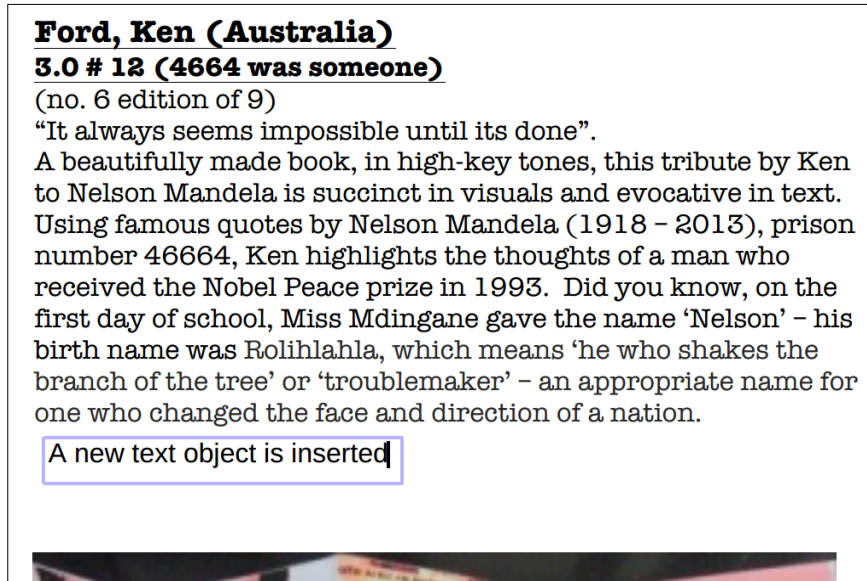 Ford, Ken (Australia)
3.0 # 12 (4664 was someone)
(no. 6 edition of 9)
“It always seems impossible until its done”.
A beautifully made book, in high-key tones, this tribute by Ken
to Nelson Mandela is succinct in visuals and evocative in text.
Using famous quotes by Nelson Mandela (1918 – 2013), prison
number 46664, Ken highlights the thoughts of a man who
received the Nobel Peace prize in 1993.  Did you know, on the
first day of school, Miss Mdingane gave the name ‘Nelson’ – his
birth name was Rolihlahla, which means ‘he who shakes the
branch of the tree’ or ‘troublemaker’ – an appropriate name for
one who changed the face and direction of a nation.
A new text object is inserted